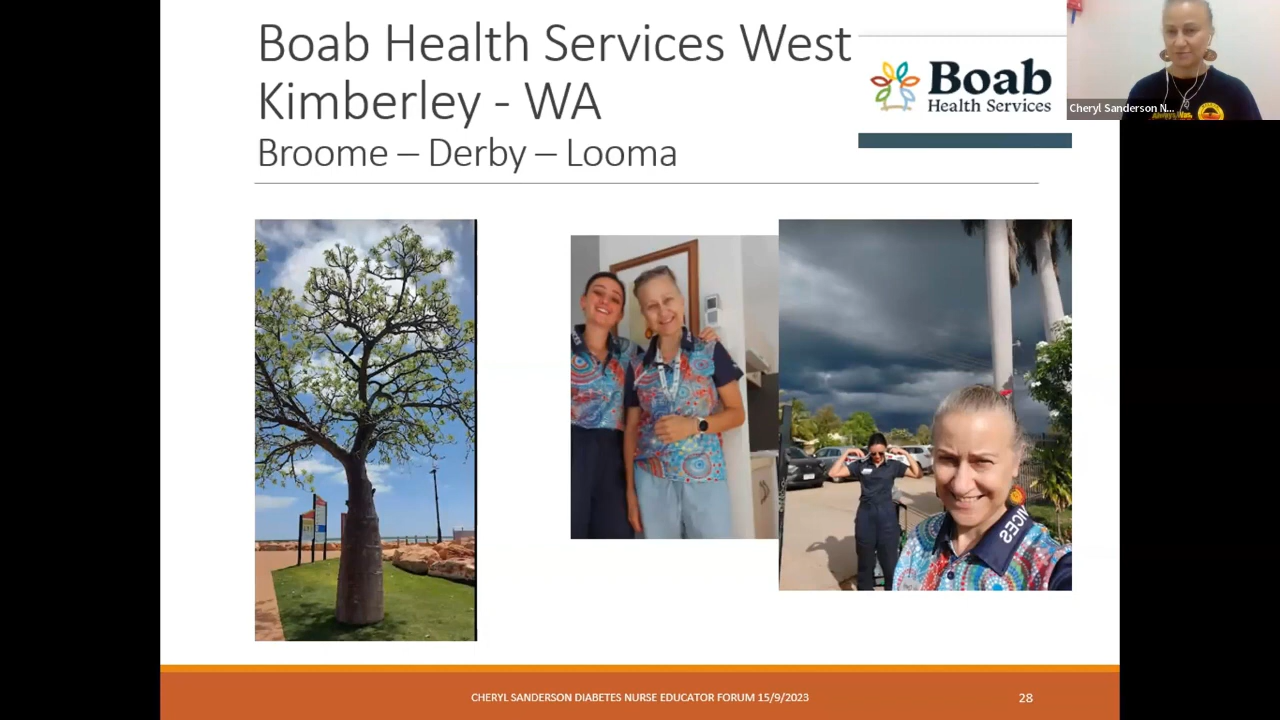 Boab Health Services West
Kimberley - WA
Broome – Derby – Looma
Boab
Health Services
Cheryl Sanderson N...
VICES
CHERYL SANDERSON DIABETES NURSE EDUCATOR FORUM 15/9/2023
28